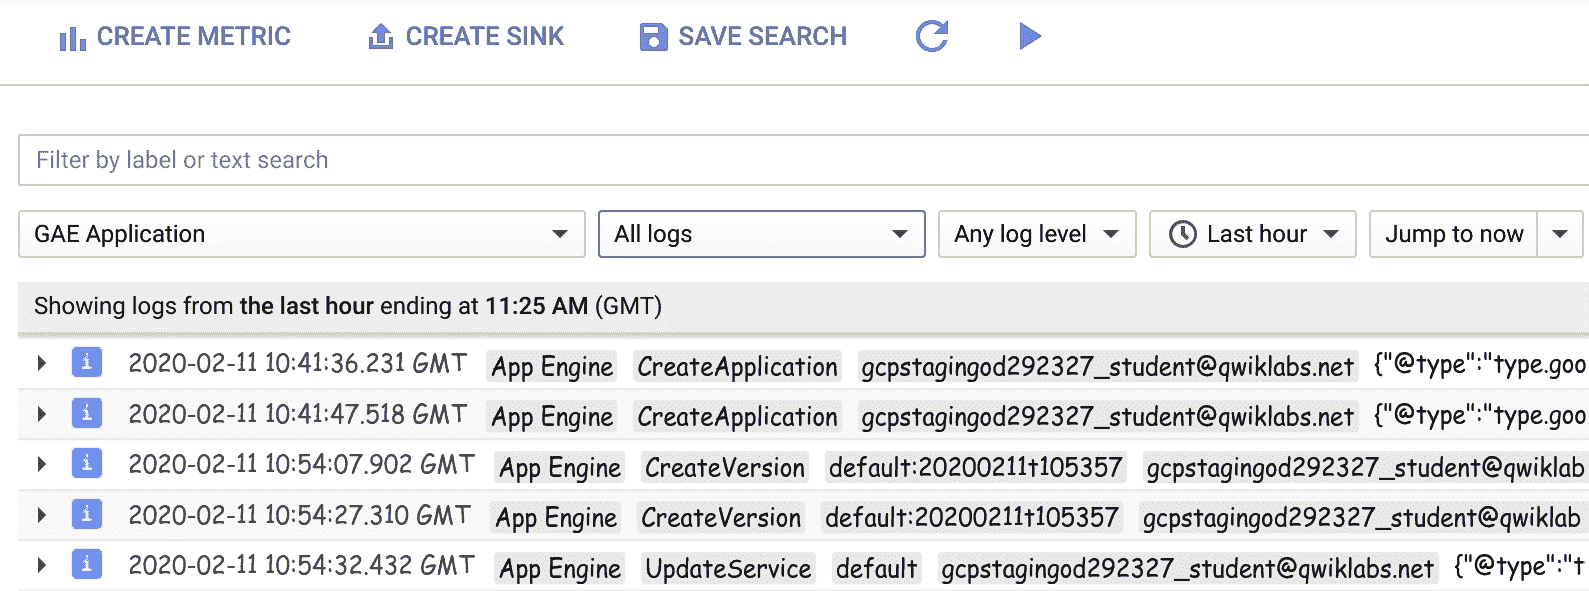 CREATE METRIC CREATE SINK SAVE SEARCH
Filter by label or text search
GAE Application All logs Any log level Last hour Jump to now
Showing logs from the last hour ending at 11:25 AM (GMT)
2020-02-11 10:41:36.231 GMT App Engine CreateApplication gcpstagingod292327_student@qwiklabs.net {"@type":"type.goo
2020-02-11 10:41:47.518 GMT App Engine CreateApplication gcpstagingod292327_student@qwiklabs.net {"@type":"type.goo
2020-02-11 10:54:07.902 GMT App Engine CreateVersion default:20200211t105357 gcpstagingod292327_student@qwiklab
2020-02-11 10:54:27.310 GMT App Engine CreateVersion default:20200211t105357 gcpstagingod292327_student@qwiklab
2020-02-11 10:54:32.432 GMT App Engine UpdateService default gcpstagingod292327_student@qwiklabs.net {"@type":"t